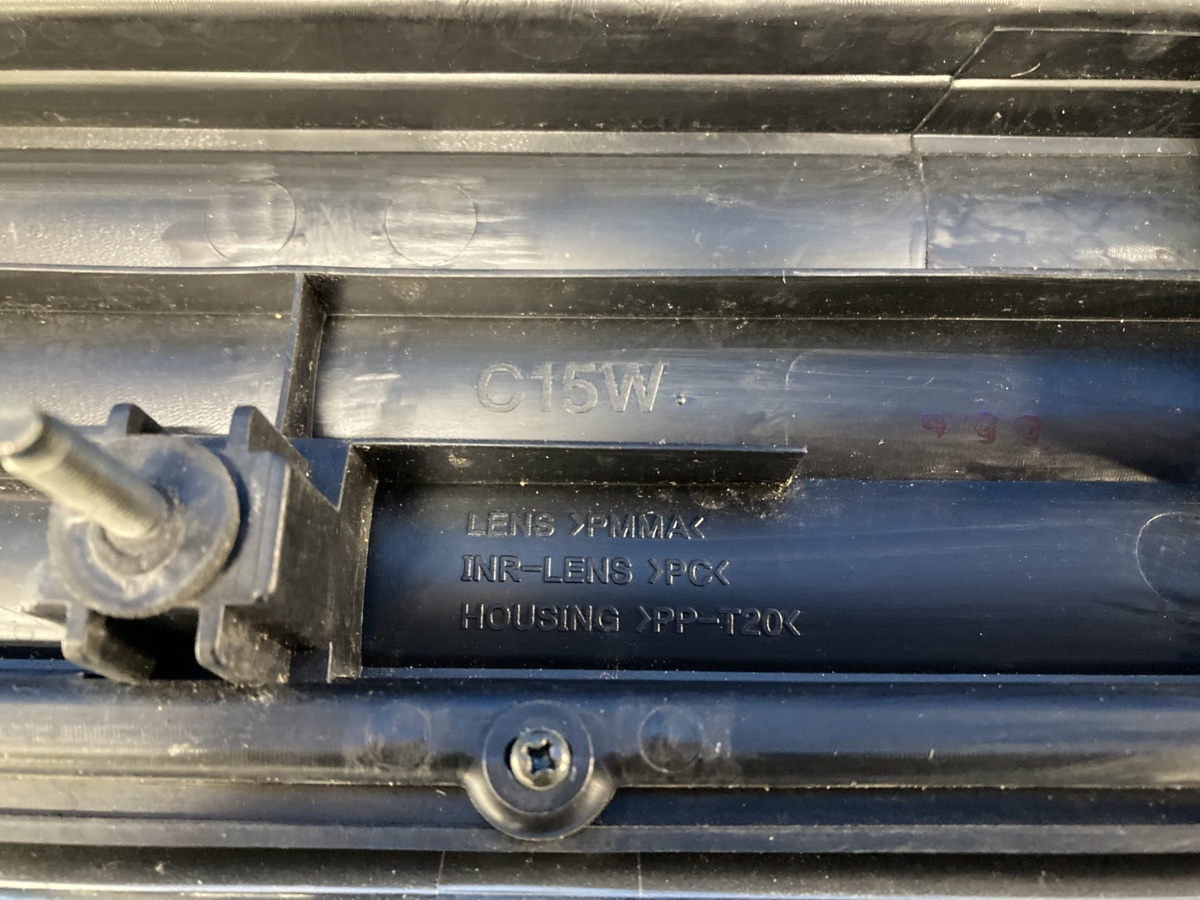 C15W
LENS >PMMA<
INR-LENS >PC<
HOUSING >PP-T20<